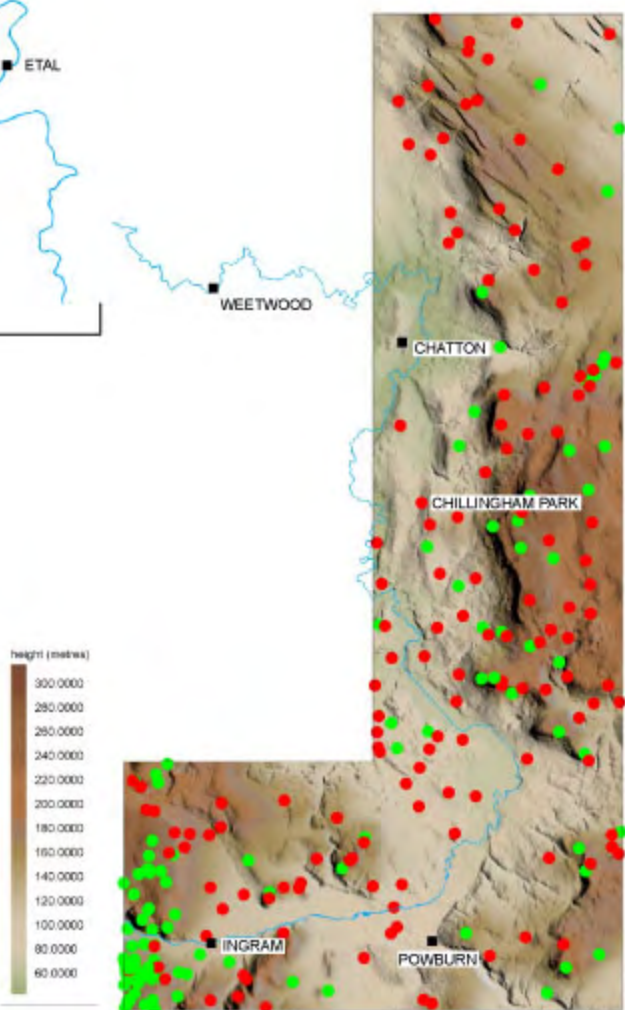 ETAL
WEETWOOD
CHATTON
CHILLINGHAM PARK
height (metres)
300.0000
280.0000
260.0000
240.0000
220.0000
200.0000
180.0000
160.0000
140.0000
120.0000
100.0000
80.0000
60.0000
INGRAM
POWBURN